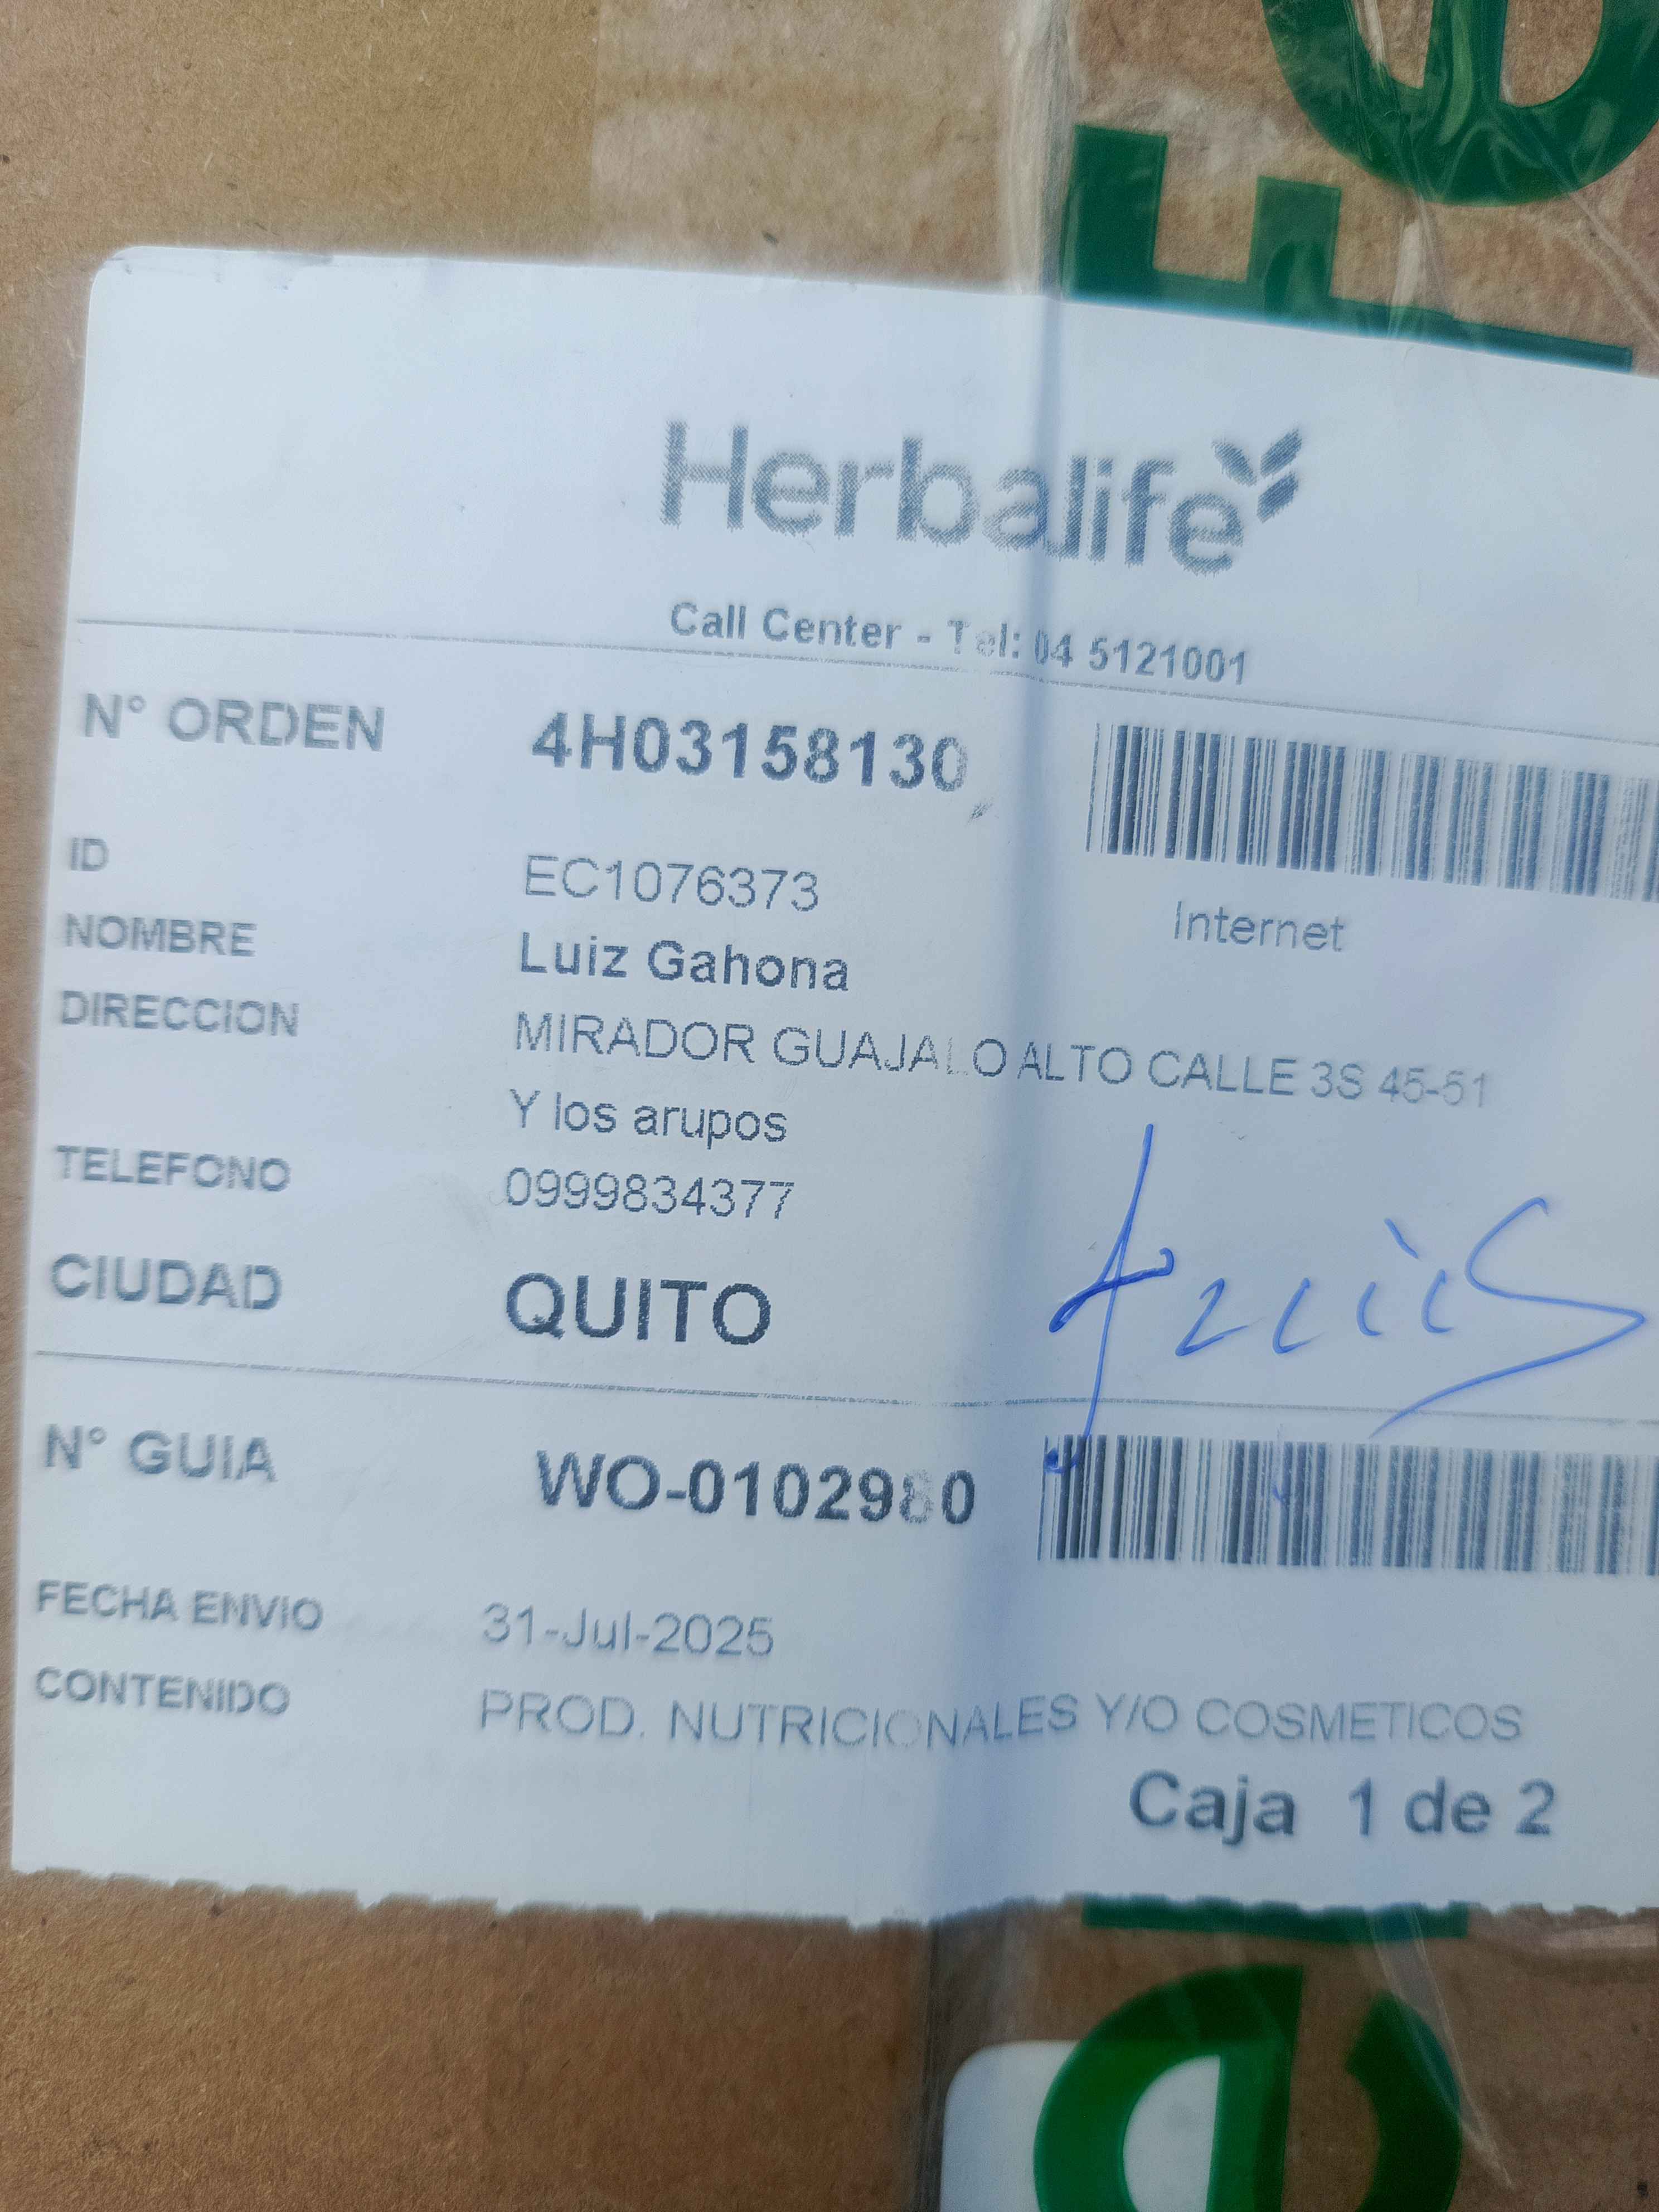 Herbalife
Call Center - Tel: 04 5121001
N° ORDEN 4H03158130
ID EC1076373
Internet
NOMBRE Luiz Gahona
DIRECCION MIRADOR GUAJALO ALTO CALLE 3S 45-51
Y los arupos
TELEFONO 0999834377
CIUDAD QUITO
N° GUIA WO-0102980
FECHA ENVIO 31-Jul-2025
CONTENIDO PROD. NUTRICIONALES Y/O COSMETICOS
Caja 1 de 2